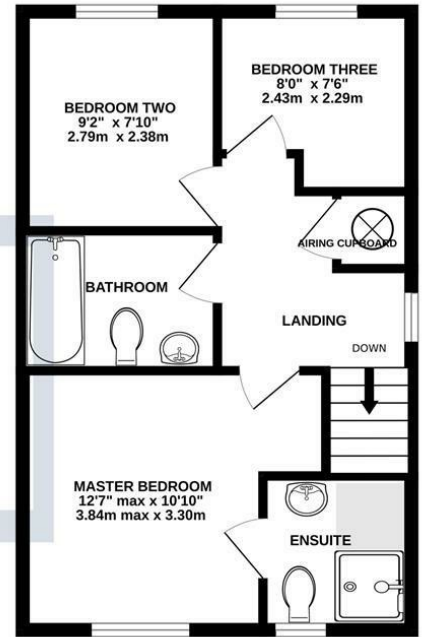 BEDROOM TWO
9'2" x 7'10"
2.79m x 2.38m
BEDROOM THREE
8'0" x 7'6"
2.43m x 2.29m
AIRING CUPBOARD
BATHROOM
LANDING
DOWN
MASTER BEDROOM
12'7" max x 10'10"
3.84m max x 3.30m
ENSUITE